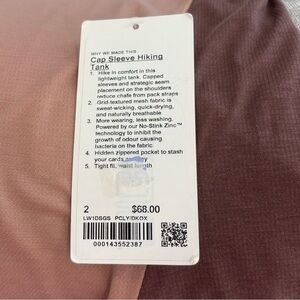 WHY WE MADE THIS
Cap Sleeve Hiking
Tank
1. Hike in comfort in this
lightweight tank. Capped
sleeves and strategic seam
placement on the shoulders
reduce chafe from pack straps
2. Grid-textured mesh fabric is
sweat-wicking, quick-drying,
and naturally breathable
3. More wearing, less washing.
Powered by our No-Stink Zinc™
technology to inhibit the
growth of odour causing
bacteria on the fabric
4. Hidden zippered pocket to stash
your cards or key
5. Tight fit, waist length
2 $68.00
LW1DSGS PCLY/DKOX
000143552387